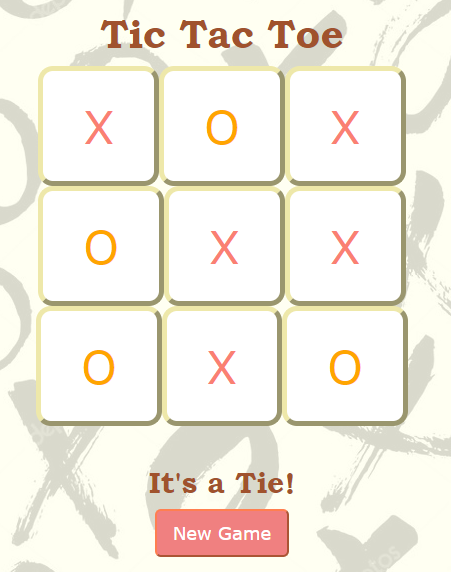 Tic Tac Toe
X O X
O X X
O X O
It's a Tie!
New Game